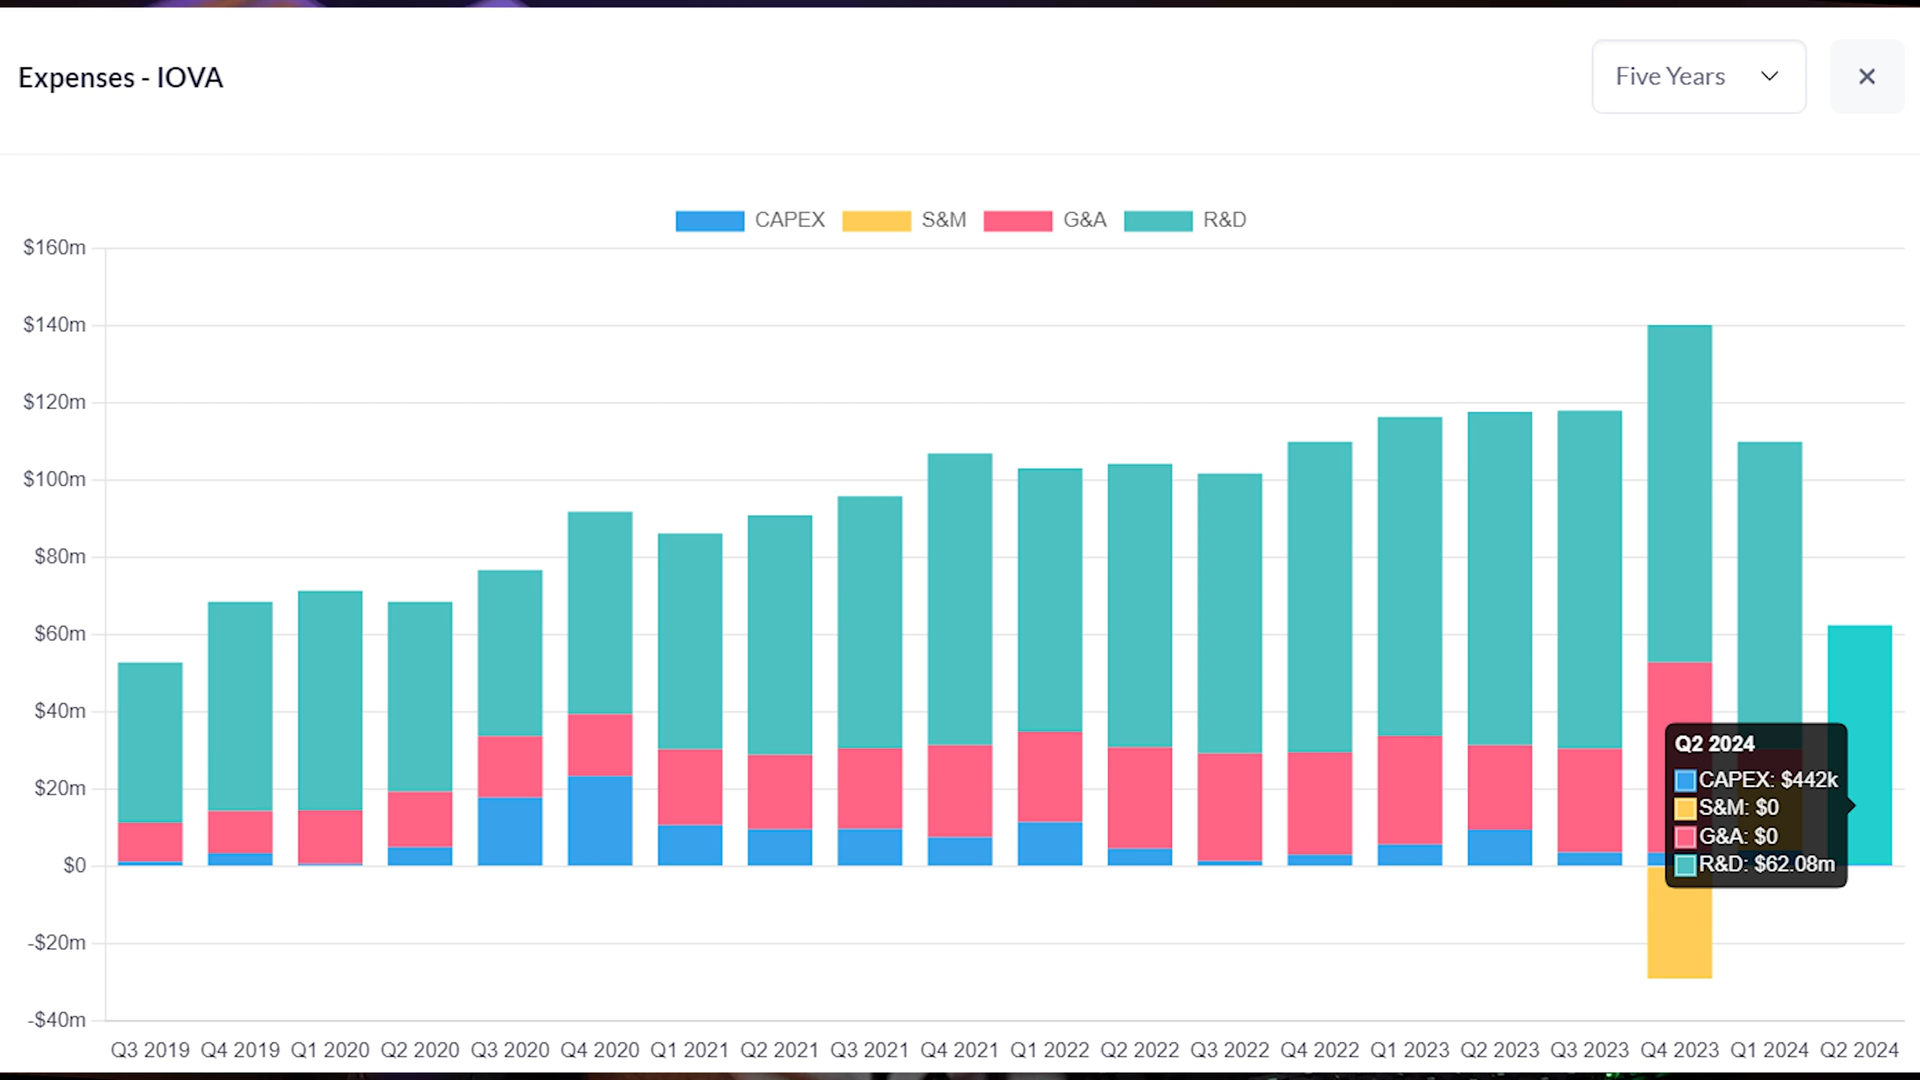 Expenses - IOVA
Five Years
CAPEX S&M G&A R&D
$160m
$140m
$120m
$100m
$80m
$60m
$40m
$20m
$0
-$20m
-$40m
Q2 2024
CAPEX: $442k
S&M: $0
G&A: $0
R&D: $62.08m
Q3 2019 Q4 2019 Q1 2020 Q2 2020 Q3 2020 Q4 2020 Q1 2021 Q2 2021 Q3 2021 Q4 2021 Q1 2022 Q2 2022 Q3 2022 Q4 2022 Q1 2023 Q2 2023 Q3 2023 Q4 2023 Q1 2024 Q2 2024